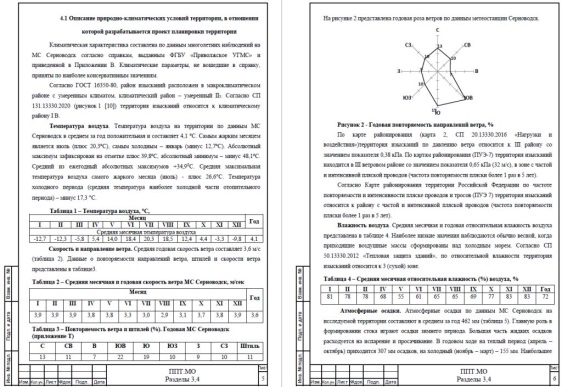 4.1 Описание природно-климатических условий территории, в отношении
которой разрабатывается проект планировки территории
Климатическая характеристика составлена по данным многолетних наблюдений на
МС Серноводск согласно справкам, выданным ФГБУ «Приволжское УГМС» и
приведенной в Приложении В. Климатические параметры, не вошедшие в справку,
приняты по наиболее консервативным значениям.
Согласно ГОСТ 16350-80, район изысканий расположен в макроклиматическом
районе с умеренным климатом, климатический район – умеренный II₅. Согласно СП
131.13330.2020 (рисунок 1 [10]) территория изысканий относится к климатическому
району I В.
Температура воздуха. Температура воздуха на территории по данным МС
Серноводск в среднем за год положительная и составляет 4,1 °С. Самым жарким месяцем
является июль (плюс 20,3°С), самым холодным – январь (минус 12,7°С). Абсолютный
максимум зафиксирован на отметке плюс 39,0°С, абсолютный минимум – минус 48,1°С.
Средний из ежегодных абсолютных максимумов +34,9°С. Средняя максимальная
температура воздуха самого жаркого месяца (июль) - плюс 26,6°С. Температура
холодного периода (средняя температура наиболее холодной части отопительного
периода) – минус 17,3 °С.
Таблица 1 – Температура воздуха, °С,
Месяц Год
I II III IV V VI VII VIII IX X XI XII
Средняя месячная температура воздуха
-12.7 -12.3 -5.8 5.4 14.0 18.4 20.3 18.5 12.4 4.4 -3.3 -9.8 4.1
Скорость и направление ветра. Средняя годовая скорость ветра составляет 3.6 м/с
(таблица 2). Данные о повторяемости направлений ветра, штилей и скорости ветра
представлены в таблице3
Таблица 2 – Средняя месячная и годовая скорость ветра МС Серноводск, м/сек
Месяц Год
I II III IV V VI VII VIII IX X XI XII
3,9 3,9 3,9 3,8 3,8 3,3 3,0 2,9 3,1 3,7 3,8 3,9 3.6
Таблица 3 – Повторяемость ветра и штилей (%). Годовая МС Серноводск
(приложение Т)
С СВ В ЮВ Ю ЮЗ З СЗ Штиль
13 11 7 22 19 10 9 10 11
Взам. инв. №
Подп. и дата
Инв. № подл.
Изм. Кол.уч. Лист №док. Подп. Дата
ППТ. МО
Разделы 3.4
Лист
5
На рисунке 2 представлена годовая роза ветров по данным метеостанции Серноводск.
С
СЗ СВ
З В
ЮЗ ЮВ
Ю
Рисунок 2 - Годовая повторяемость направлений ветра, %
По карте районирования (карта 2, СП 20.13330.2016 «Нагрузки и
воздействия»)территория изысканий по давлению ветра относится к III району со
значением показателя 0,38 кПа. По картам районирования (ПУЭ-7) территория изысканий
находится в III ветровом районе со значением показателя 0,65 кПа (32 м/с), в зоне с частой
и интенсивной пляской проводов (частота повторяемости пляски более 1 раз в 5 лет).
Согласно Карте районирования территории Российской Федерации по частоте
повторяемости и интенсивности пляске проводов и тросов (ПУЭ-7) территория изысканий
относится к району с частой и интенсивной пляской проводов (частота повторяемости
пляски более 1 раз в 5 лет).
Влажность воздуха. Средняя месячная и годовая относительная влажность воздуха
представлена в таблице 4. Наиболее низкие значения наблюдаются обычно весной, когда
приходящие воздушные массы сформированы над холодным морем. Согласно СП
50.13330.2012 «Тепловая защита зданий», по относительной влажности территория
изысканий относится к 3 (сухой) зоне.
Таблица 4 – Средняя месячная относительная влажность (%) воздуха, %
I II III IV V VI VII VIII IX X XI XII Год
81 78 78 68 55 61 65 65 69 77 83 83 72
Атмосферные осадки. Атмосферных осадков по данным МС Серноводск на
исследуемой территории составляет в среднем за год 462 мм (таблица 5). Главную роль в
формировании стока играют осадки зимнего периода. Большая часть жидких осадков
расходуется на испарение и просачивание. В годовом ходе на теплый период (апрель –
октябрь) приходится 307 мм осадков, на холодный (ноябрь – март) – 155 мм. Наибольшее
Взам. инв. №
Подп. и дата
Инв. № подл.
Изм. Кол.уч. Лист №док. Подп. Дата
ППТ. МО
Разделы 3.4
Лист
6